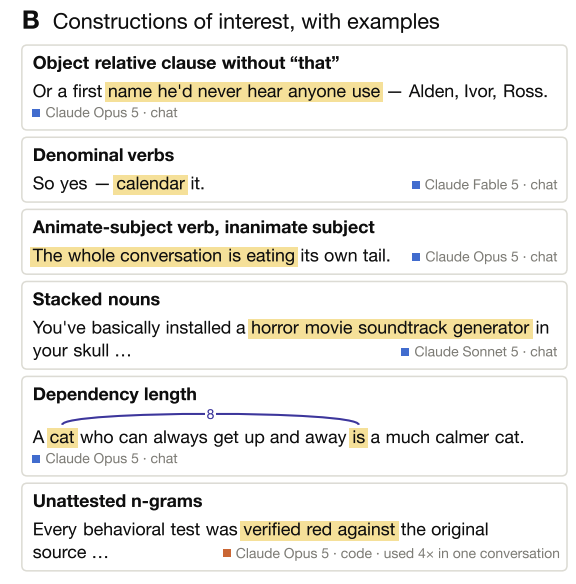 B Constructions of interest, with examples
Object relative clause without “that”
Or a first name he'd never hear anyone use — Alden, Ivor, Ross.
Claude Opus 5 · chat
Denominal verbs
So yes — calendar it.
Claude Fable 5 · chat
Animate-subject verb, inanimate subject
The whole conversation is eating its own tail.
Claude Opus 5 · chat
Stacked nouns
You've basically installed a horror movie soundtrack generator in
your skull …
Claude Sonnet 5 · chat
Dependency length
8
A cat who can always get up and away is a much calmer cat.
Claude Opus 5 · chat
Unattested n-grams
Every behavioral test was verified red against the original
source …
Claude Opus 5 · code · used 4× in one conversation